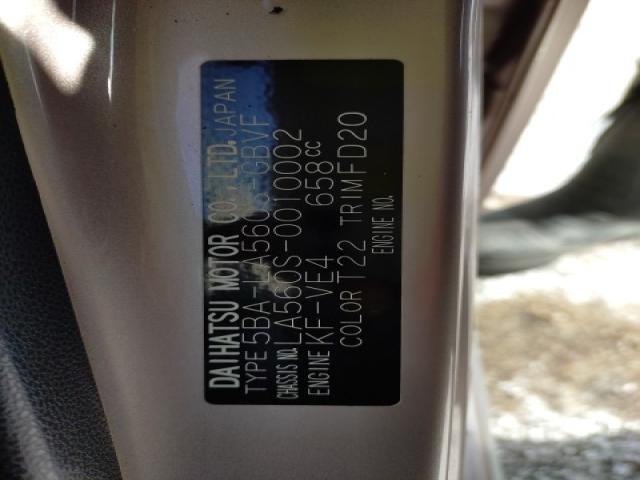 DAIHATSU MOTOR CO.,LTD.JAPAN
TYPE 5BA-LA560S-GBVF
CHASSIS NO. LA560S-0010002
ENGINE KF-VE4 658cc
COLOR T22 TRIM FD20
ENGINE NO.